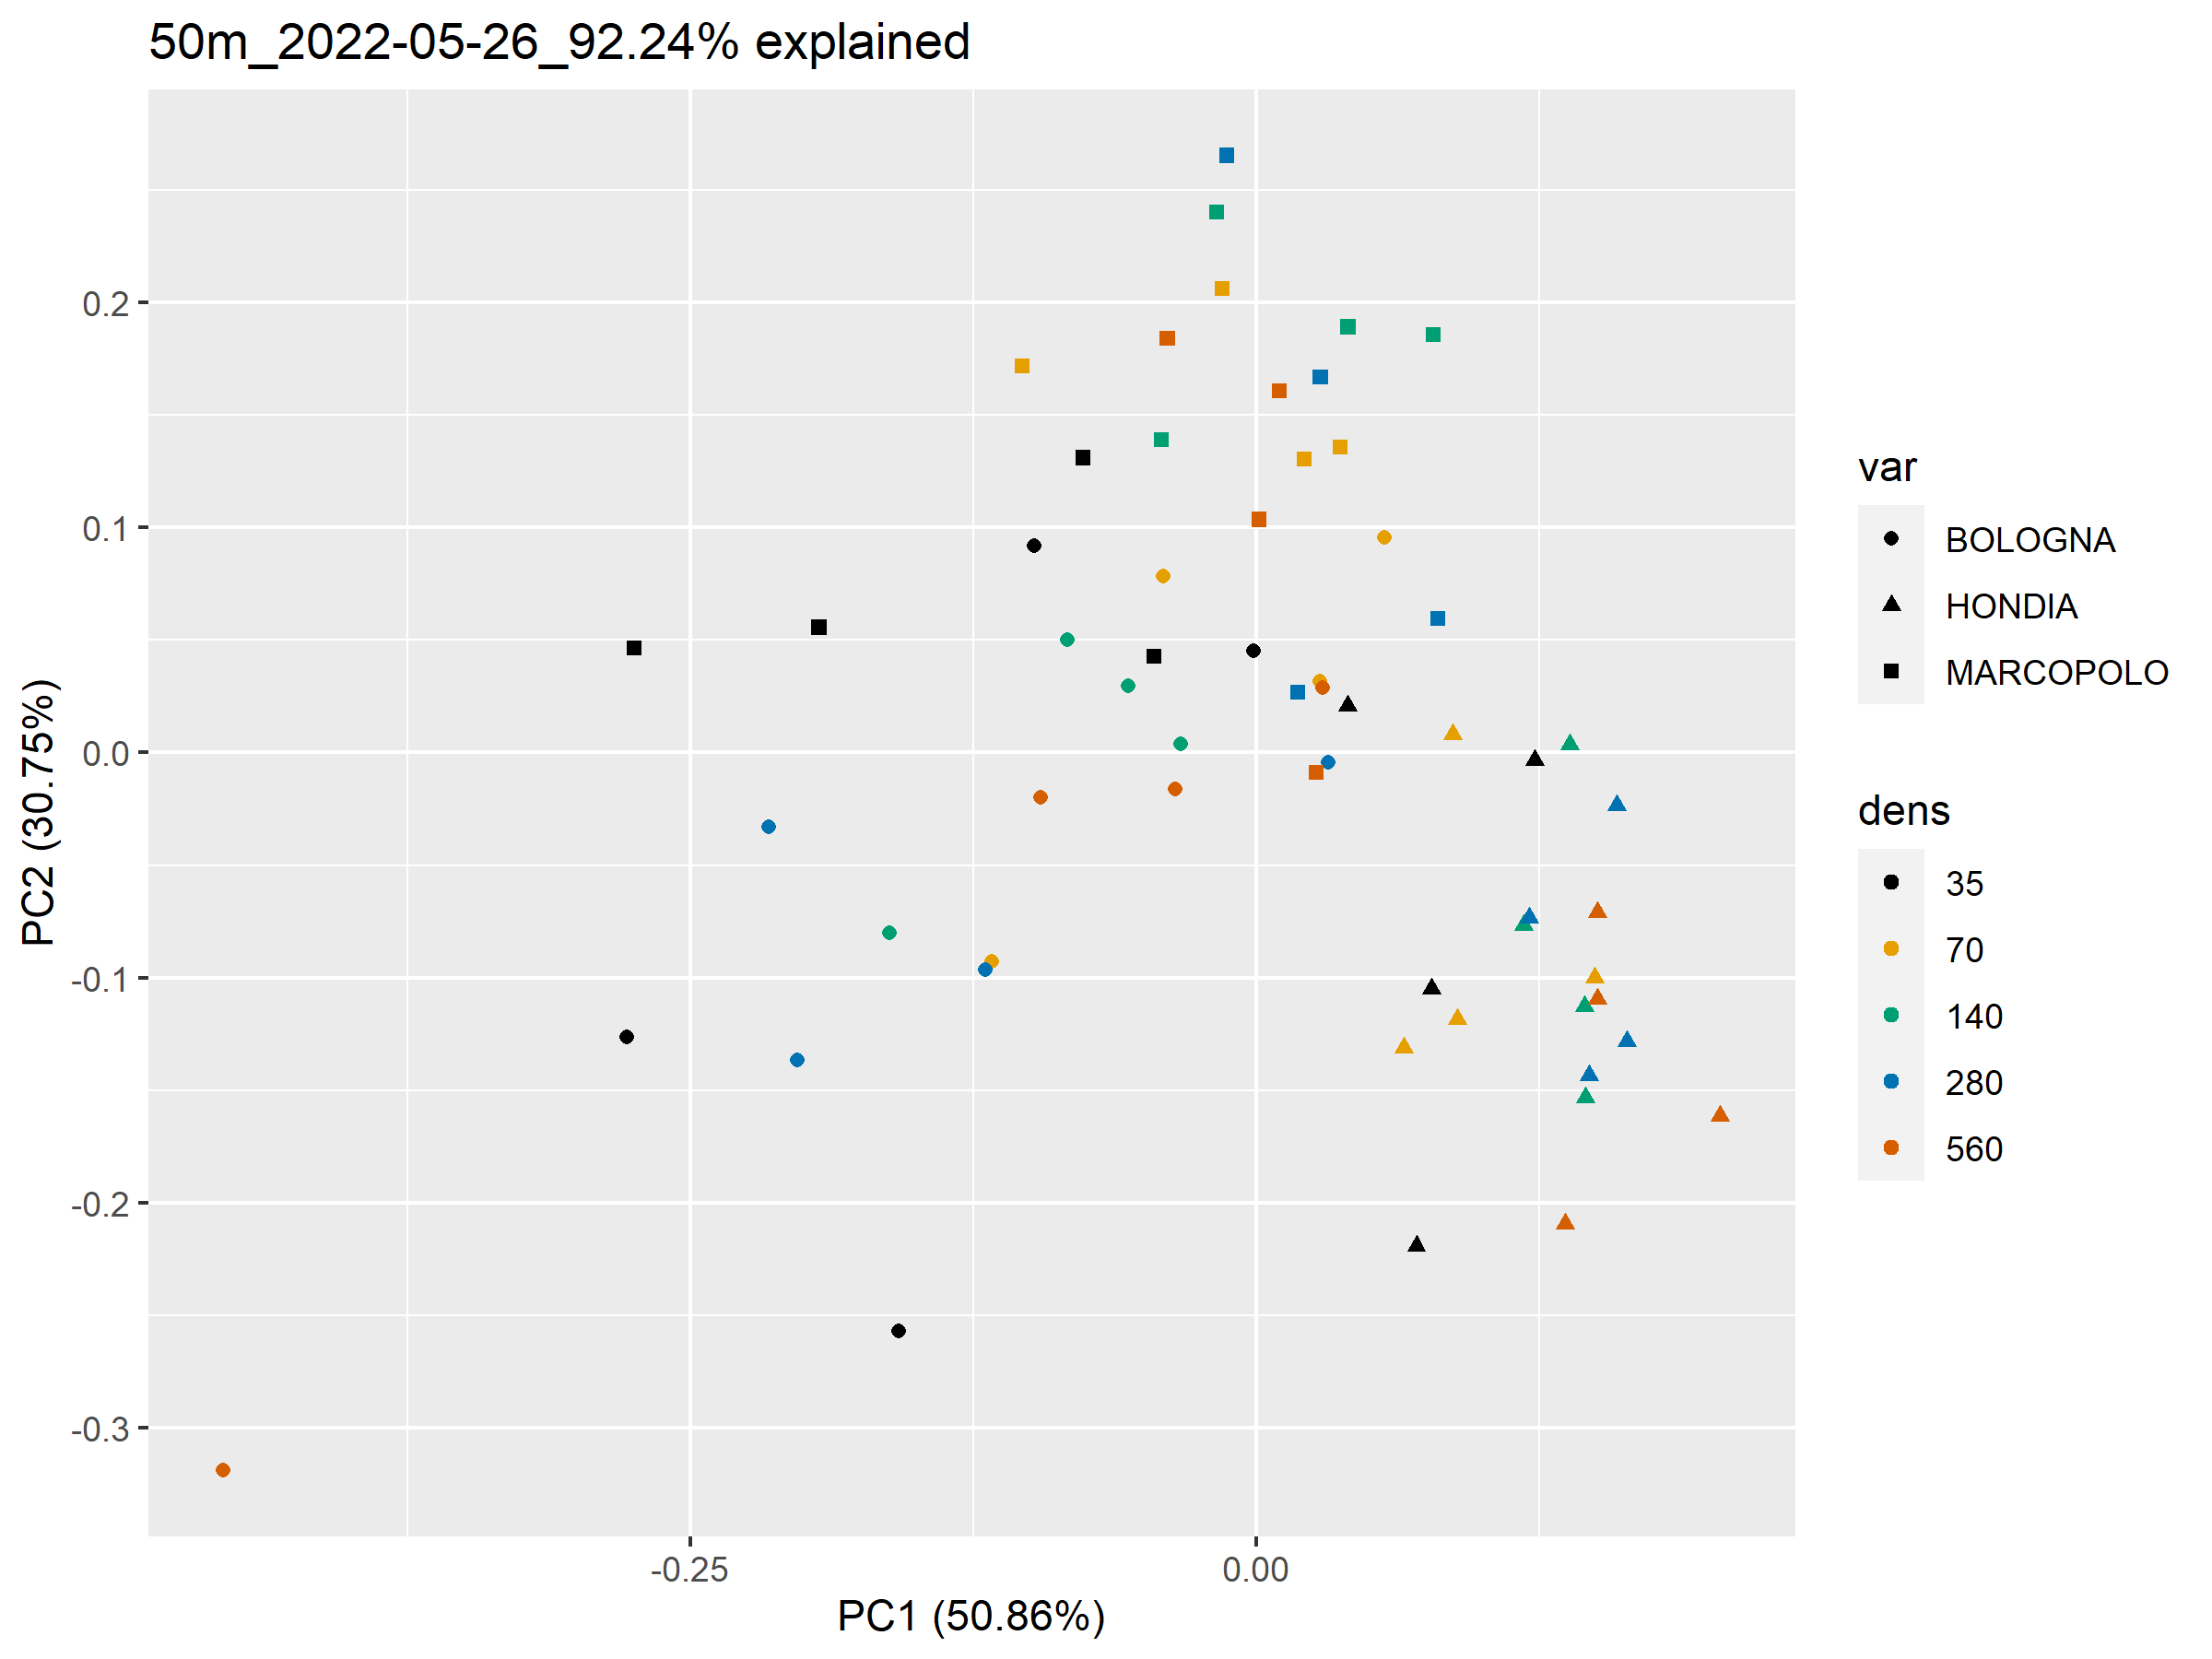 50m_2022-05-26_92.24% explained
0.2
0.1
0.0
-0.1
-0.2
-0.3
PC2 (30.75%)
-0.25
0.00
PC1 (50.86%)
var
BOLOGNA
HONDIA
MARCOPOLO
dens
35
70
140
280
560